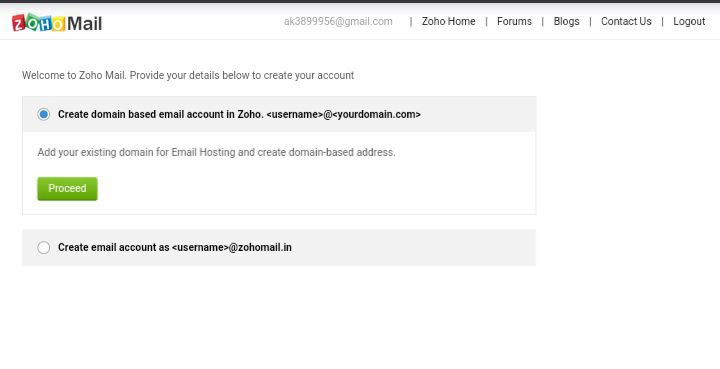 ZOHO Mail
ak3899956@gmail.com | Zoho Home | Forums | Blogs | Contact Us | Logout
Welcome to Zoho Mail. Provide your details below to create your account
Create domain based email account in Zoho. <username>@<yourdomain.com>
Add your existing domain for Email Hosting and create domain-based address.
Proceed
Create email account as <username>@zohomail.in